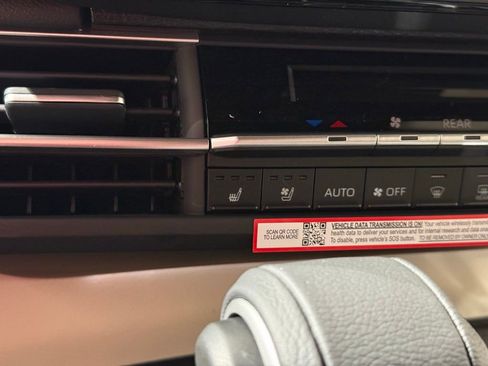 REAR
AUTO
OFF
SCAN QR CODE
TO LEARN MORE
VEHICLE DATA TRANSMISSION IS ON! Your vehicle wirelessly
health data to deliver your services and for internal research and data
To disable, press vehicle's SOS button. TO BE REMOVED BY OWNER ONLY